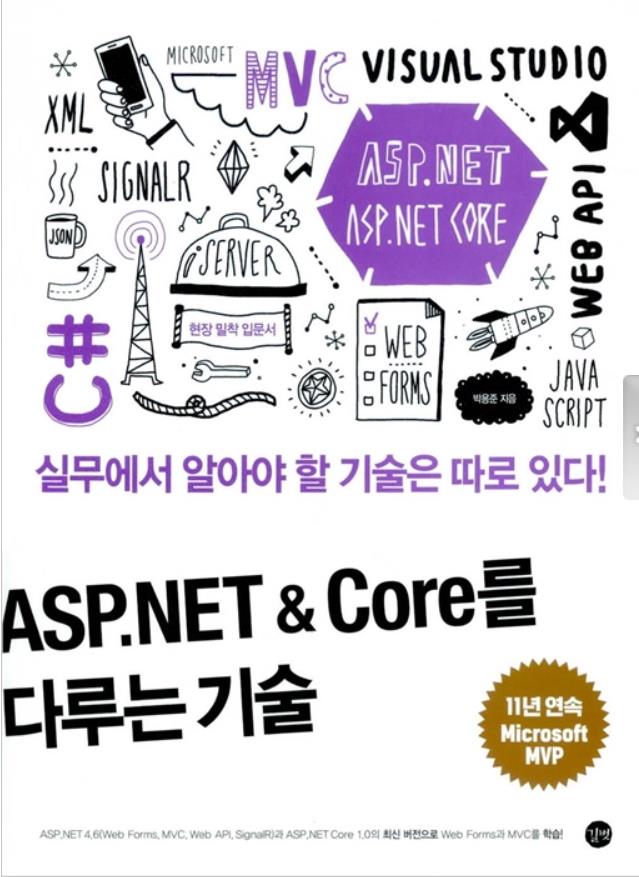 MICROSOFT
MVC
VISUAL STUDIO
XML
SIGNALR
ASP.NET
ASP.NET CORE
WEB API
JSON
SERVER
현장 밀착 입문서
C#
WEB
FORMS
박용준 지음
JAVA
SCRIPT
실무에서 알아야 할 기술은 따로 있다!
ASP.NET & Core를
다루는 기술
11년 연속
Microsoft
MVP
ASP.NET 4.6(Web Forms, MVC, Web API, SignalR)과 ASP.NET Core 1.0의 최신 버전으로 Web Forms과 MVC를 학습!
길벗